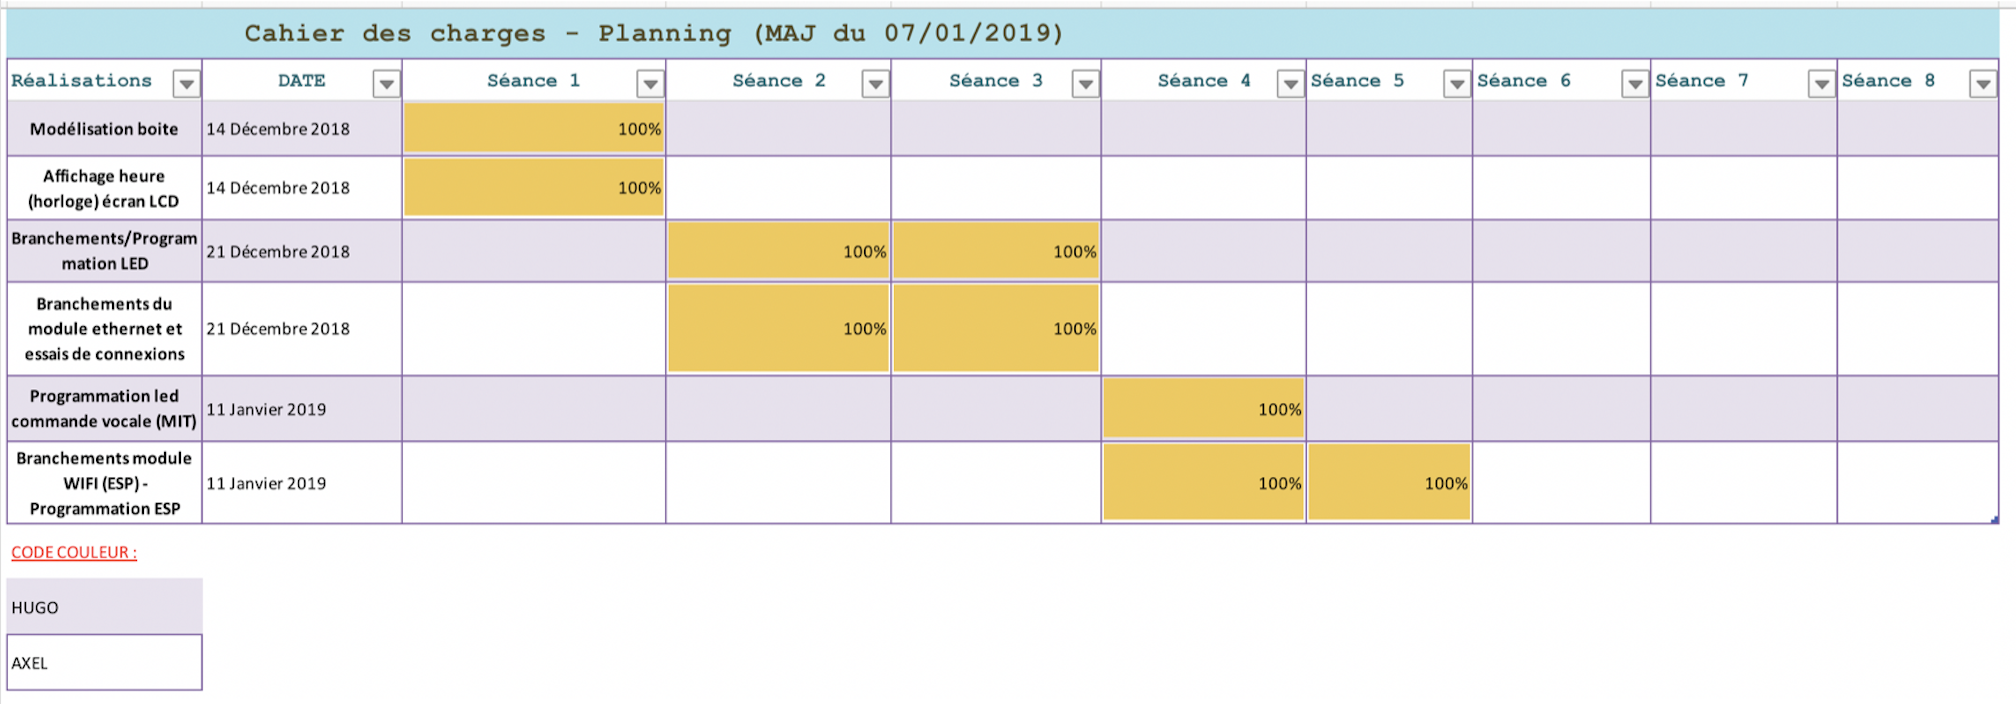 Cahier des charges - Planning (MAJ du 07/01/2019)
Réalisations DATE Séance 1 Séance 2 Séance 3 Séance 4 Séance 5 Séance 6 Séance 7 Séance 8
Modélisation boite 14 Décembre 2018 100%
Affichage heure
(horloge) écran LCD 14 Décembre 2018 100%
Branchements/Program
mation LED 21 Décembre 2018 100% 100%
Branchements du
module ethernet et
essais de connexions 21 Décembre 2018 100% 100%
Programmation led
commande vocale (MIT) 11 Janvier 2019 100%
Branchements module
WIFI (ESP) -
Programmation ESP 11 Janvier 2019 100% 100%
CODE COULEUR :
HUGO
AXEL